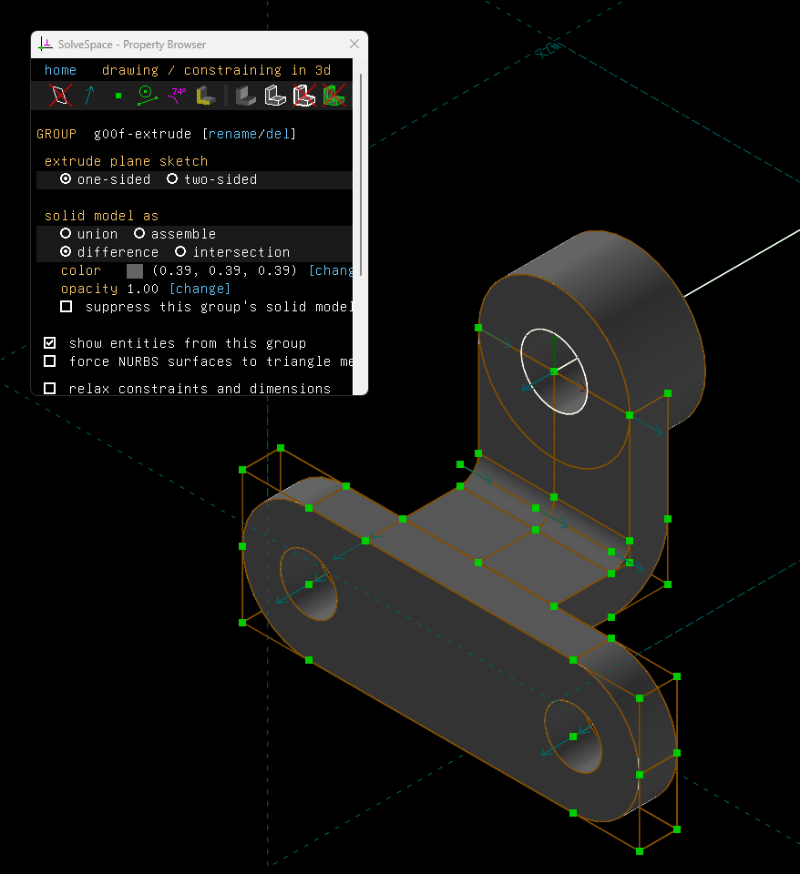 SolveSpace - Property Browser
home drawing / constraining in 3d
74°
GROUP g00f-extrude [rename/del]
extrude plane sketch
one-sided two-sided
solid model as
union assemble
difference intersection
color (0.39, 0.39, 0.39) [chang
opacity 1.00 [change]
suppress this group's solid model
show entities from this group
force NURBS surfaces to triangle me
relax constraints and dimensions